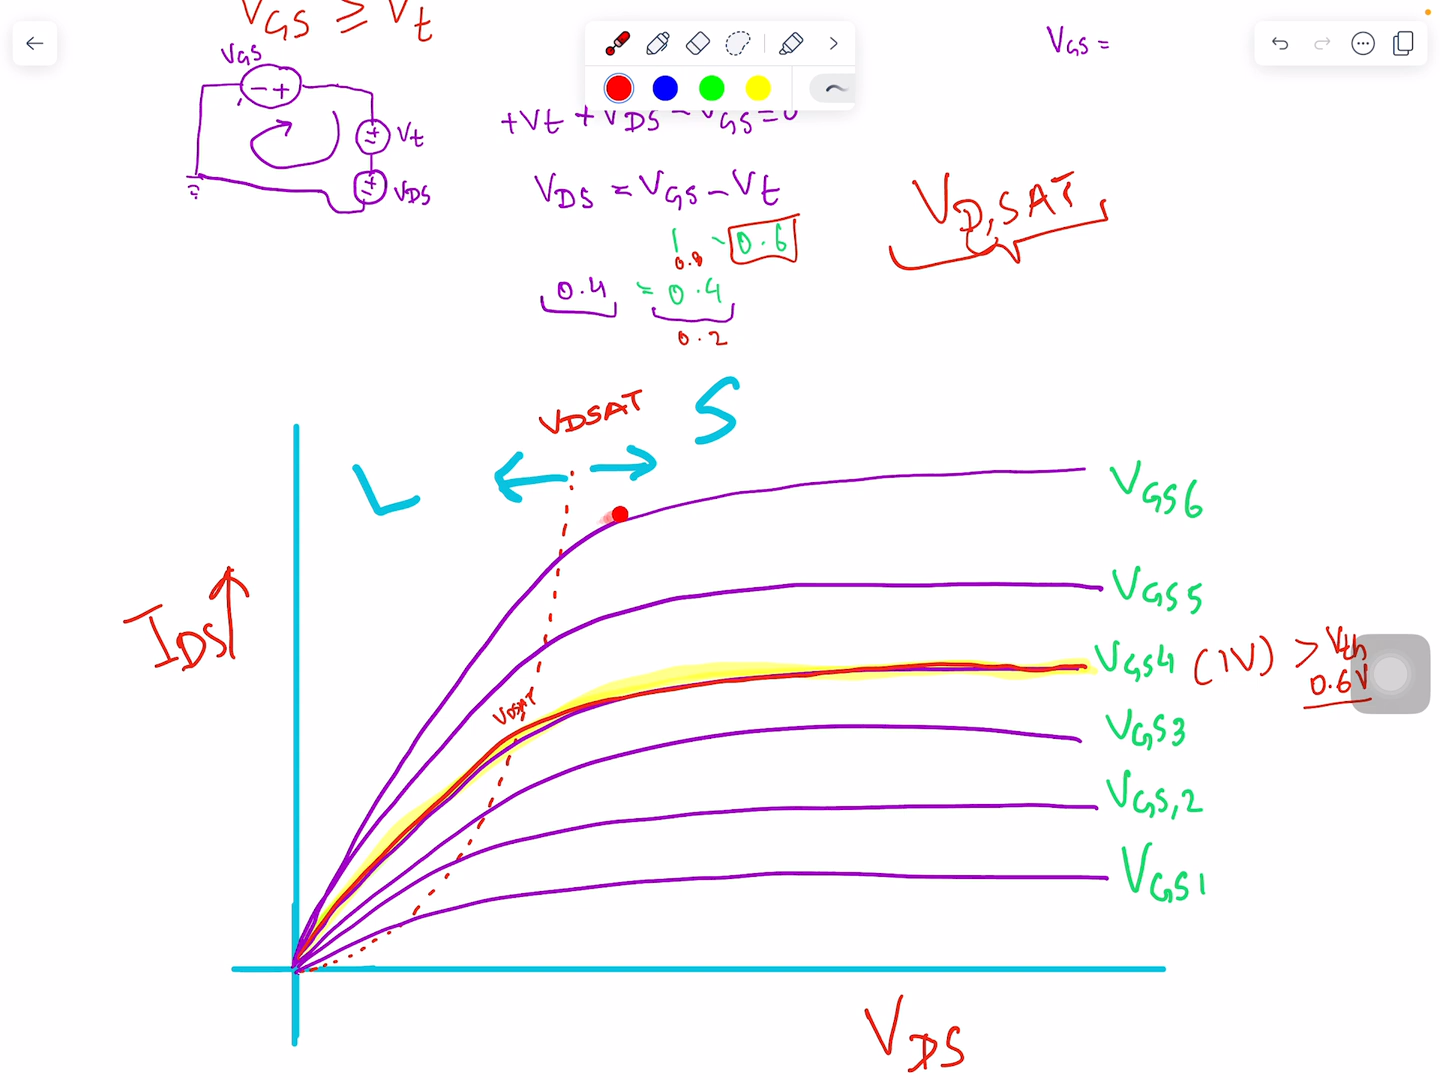 VGS ≥ Vt
VGS =
VGS
- +
+
-
Vt
+
-
VDS
+Vt + VDS - VGS = 0
VDS = VGS - Vt
1 - 0.6
0.8
0.4 = 0.4
0.2
VD,SAT
VDSAT
L
S
VGS6
VGS5
VGS4 (1V) > Vth
0.6V
VDSAT
VGS3
VGS,2
VGS1
IDS
VDS